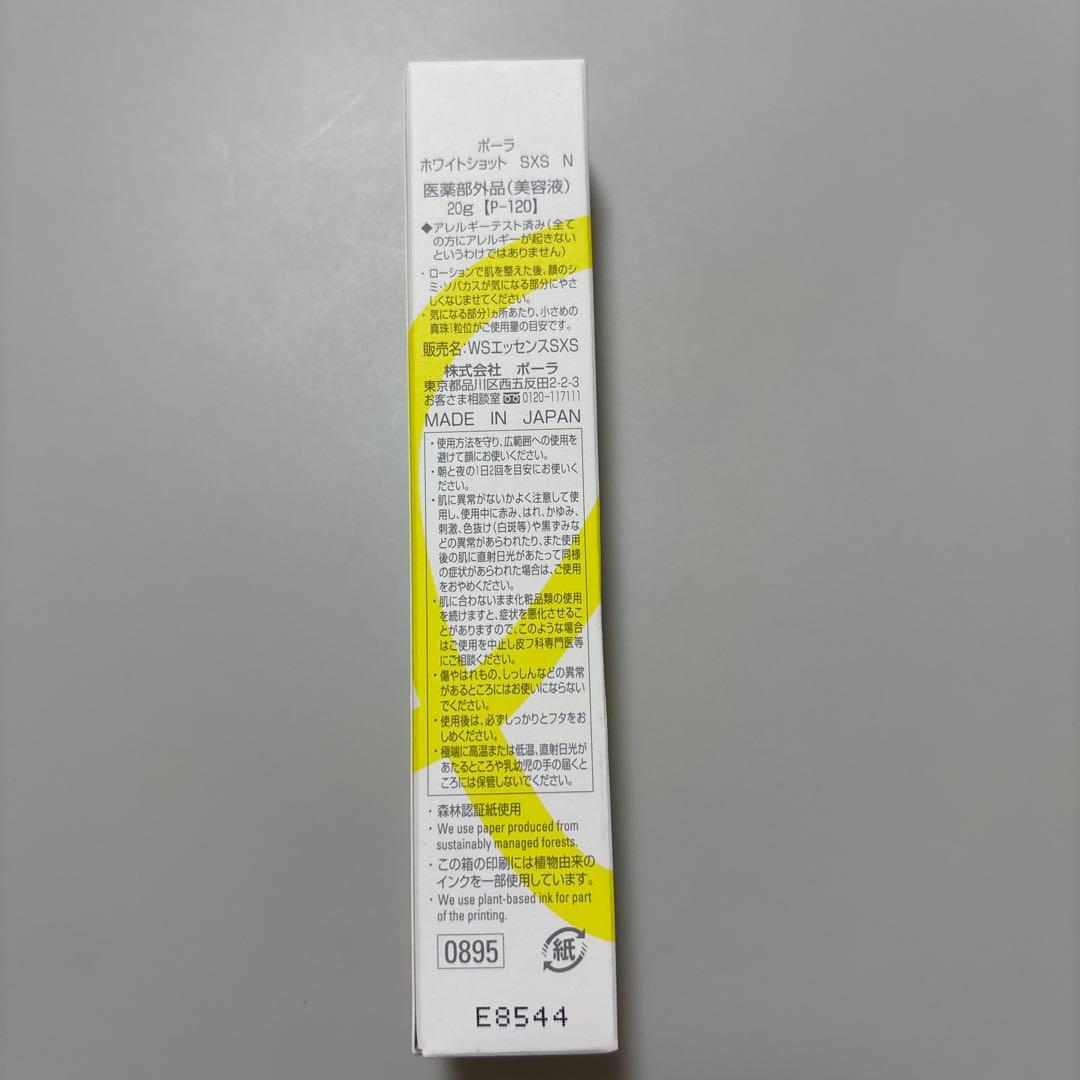 ポーラ
ホワイトショット SXS N
医薬部外品(美容液)
20g【P-120】
◆アレルギーテスト済み(全て
の方にアレルギーが起きない
というわけではありません)
・ローションで肌を整えた後、顔のシ
ミ・ソバカスが気になる部分にやさ
しくなじませてください。
・気になる部分1ヵ所あたり、小さめの
真珠1粒位がご使用量の目安です。
販売名:WSエッセンスSXS
株式会社 ポーラ
東京都品川区西五反田2-2-3
お客さま相談室 0120-117111
MADE IN JAPAN
・使用方法を守り、広範囲への使用を
避けて顔にお使いください。
・朝と夜の1日2回を目安にお使いく
ださい。
・肌に異常がないかよく注意して使
用し、使用中に赤み、はれ、かゆみ、
刺激、色抜け(白斑等)や黒ずみな
どの異常があらわれたり、また使用
後の肌に直射日光があたって同様
の症状があらわれた場合は、ご使用
をおやめください。
・肌に合わないまま化粧品類の使用
を続けますと、症状を悪化させるこ
とがありますので、このような場合
はご使用を中止し皮フ科専門医等
にご相談ください。
・傷やはれもの、しっしんなどの異常
があるところにはお使いにならない
でください。
・使用後は、必ずしっかりとフタをお
しめください。
・極端に高温または低温、直射日光が
あたるところや乳幼児の手の届くと
ころには保管しないでください。
・森林認証紙使用
・We use paper produced from
sustainably managed forests.
・この箱の印刷には植物由来の
インクを一部使用しています。
・We use plant-based ink for part
of the printing.
0895
紙
E8544